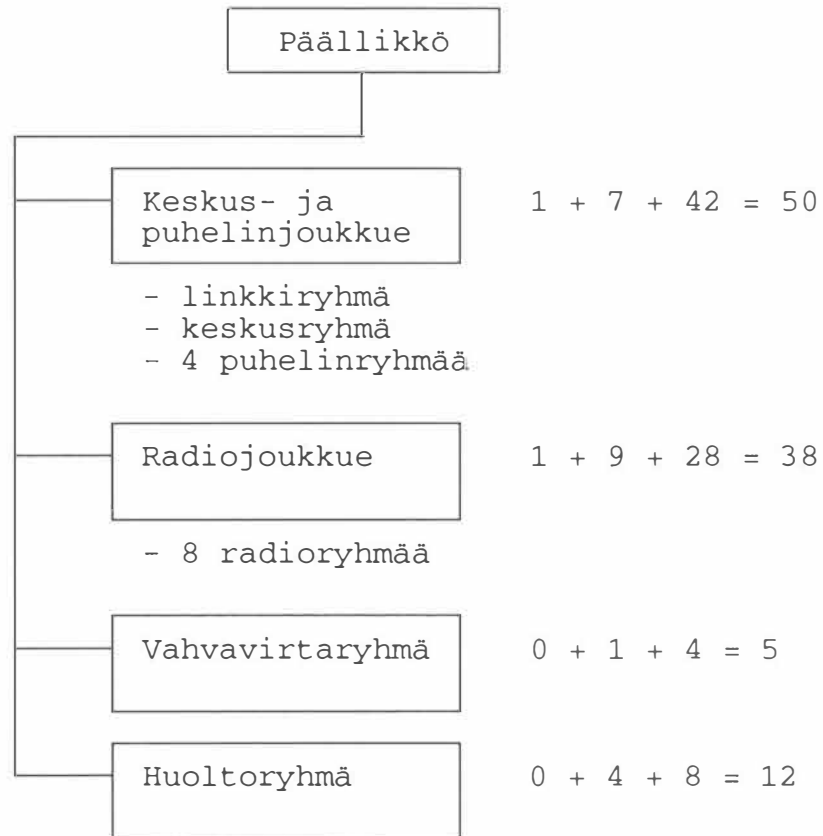 Päällikkö
Keskus- ja
puhelinjoukkue
1 + 7 + 42 = 50
- linkkiryhmä
- keskusryhmä
- 4 puhelinryhmää
Radiojoukkue
1 + 9 + 28 = 38
- 8 radioryhmää
Vahvavirtaryhmä
0 + 1 + 4 = 5
Huoltoryhmä
0 + 4 + 8 = 12